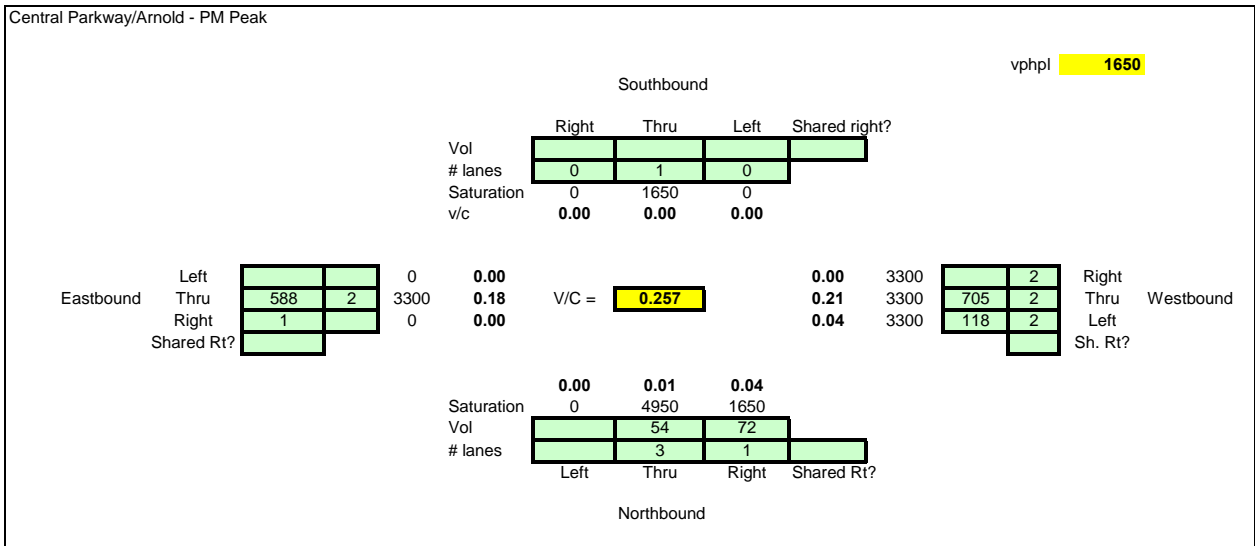 Central Parkway/Arnold - PM Peak
vphpl 1650
Southbound
Right Thru Left Shared right?
Vol
# lanes 0 1 0
Saturation 0 1650 0
v/c 0.00 0.00 0.00
Left 0 0.00 0.00 3300 2 Right
Eastbound Thru 588 2 3300 0.18 V/C = 0.257 0.21 3300 705 2 Thru Westbound
Right 1 0 0.00 0.04 3300 118 2 Left
Shared Rt? Sh. Rt?
0.00 0.01 0.04
Saturation 0 4950 1650
Vol 54 72
# lanes 3 1
Left Thru Right Shared Rt?
Northbound